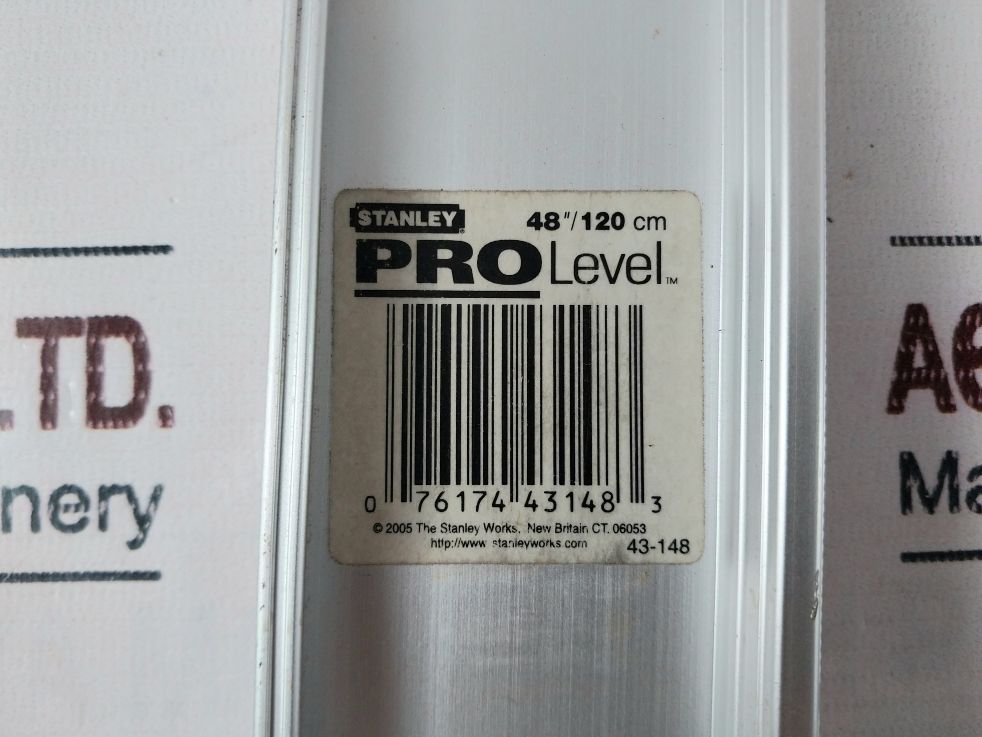 STANLEY®
48"/120 cm
PRO Level™
0 76174 43148 3
© 2005 The Stanley Works, New Britain CT. 06053
http://www.stanleyworks.com
43-148
.TD.
nery
A
Ma